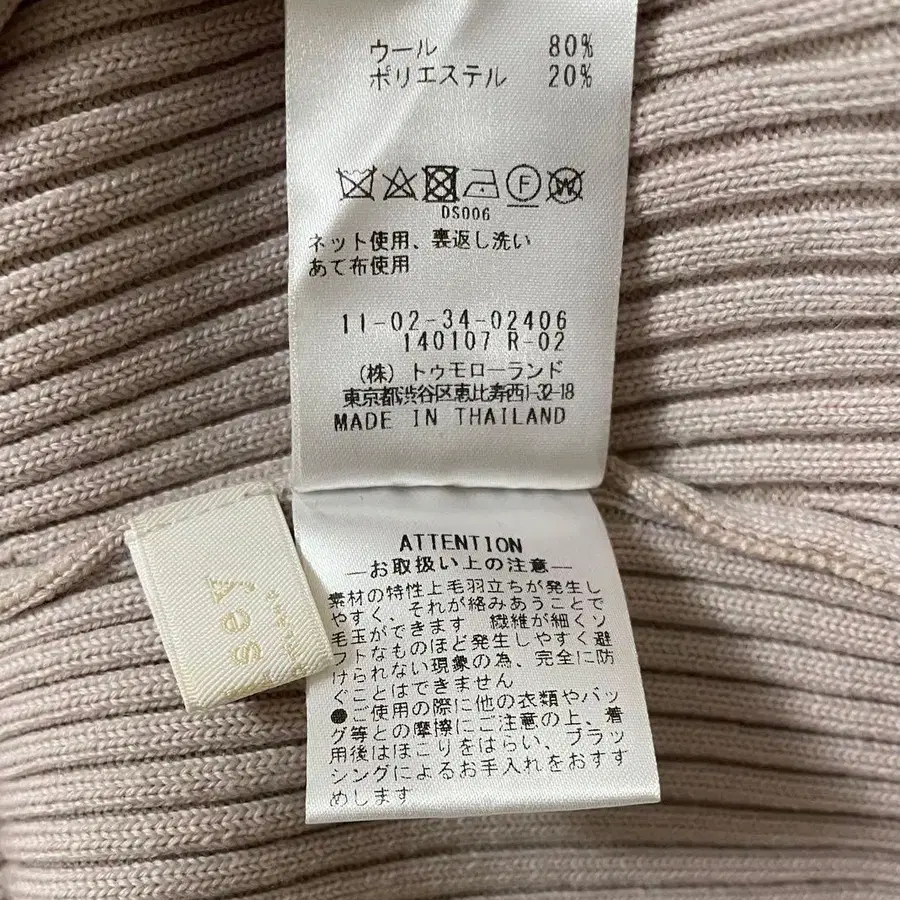 ウール 80%
ポリエステル 20%
F W
DS006
ネット使用、裏返し洗い
あて布使用
11-02-34-02406
140107 R-02
(株) トゥモローランド
東京都渋谷区恵比寿西1-32-18
MADE IN THAILAND
ATTENTION
―お取扱い上の注意―
素材の特性上毛羽立ちが発生し
やすく、それが絡みあうことで
毛玉ができます 繊維が細くソ
フトなものほど発生しやすく避
けられない現象の為、完全に防
ぐことはできません
●ご使用の際に他の衣類やバッ
グ等との摩擦にご注意の上、着
用後はほこりをはらい、ブラッ
シングによるお手入れをおすす
めします